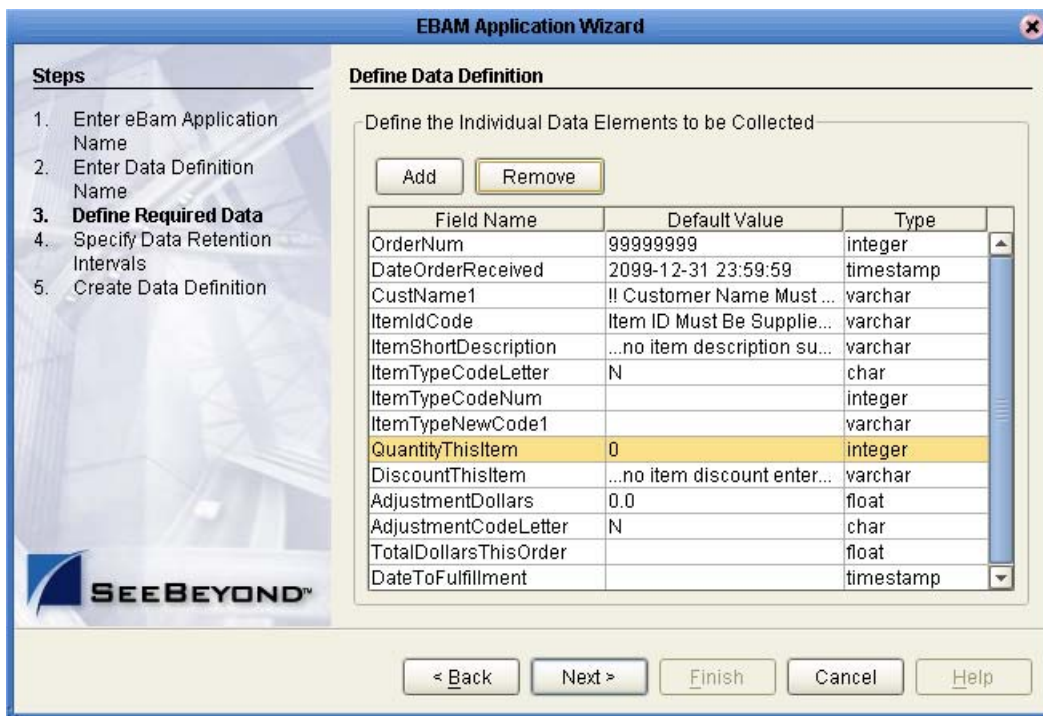 EBAM Application Wizard
Steps
1. Enter eBam Application
Name
2. Enter Data Definition
Name
3. Define Required Data
4. Specify Data Retention
Intervals
5. Create Data Definition
SEEBEYOND™
Define Data Definition
Define the Individual Data Elements to be Collected
Add Remove
Field Name Default Value Type
OrderNum 99999999 integer
DateOrderReceived 2099-12-31 23:59:59 timestamp
CustName1 !! Customer Name Must ... varchar
ItemIdCode Item ID Must Be Supplie... varchar
ItemShortDescription ...no item description su... varchar
ItemTypeCodeLetter N char
ItemTypeCodeNum integer
ItemTypeNewCode1 varchar
QuantityThisItem 0 integer
DiscountThisItem ...no item discount enter... varchar
AdjustmentDollars 0.0 float
AdjustmentCodeLetter N char
TotalDollarsThisOrder float
DateToFulfillment timestamp
< Back Next > Finish Cancel Help